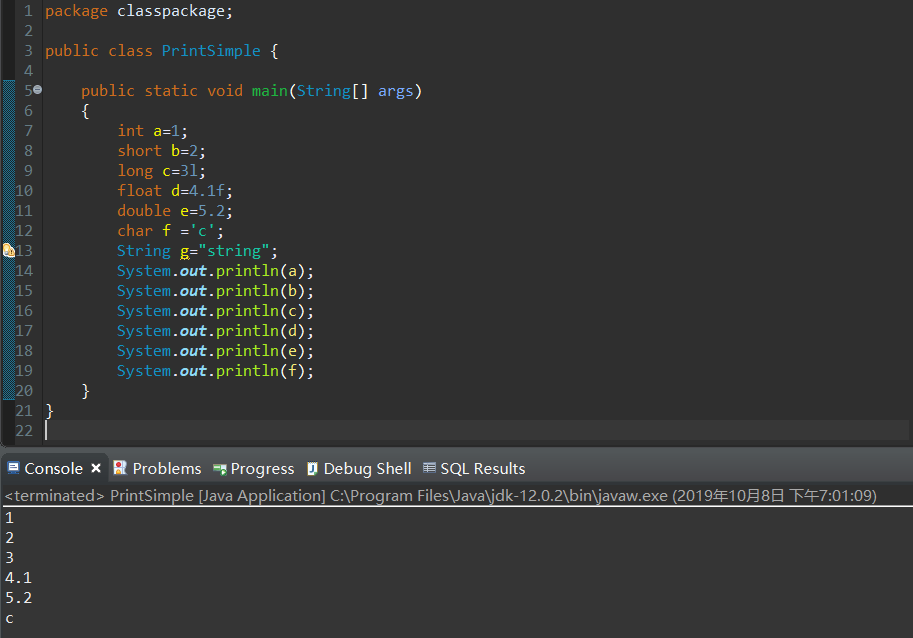 1 package classpackage;
2
3 public class PrintSimple {
4
5     public static void main(String[] args)
6     {
7         int a=1;
8         short b=2;
9         long c=3l;
10         float d=4.1f;
11         double e=5.2;
12         char f ='c';
13         String g="string";
14         System.out.println(a);
15         System.out.println(b);
16         System.out.println(c);
17         System.out.println(d);
18         System.out.println(e);
19         System.out.println(f);
20     }
21 }
22
Console Problems Progress Debug Shell SQL Results
<terminated> PrintSimple [Java Application] C:\Program Files\Java\jdk-12.0.2\bin\javaw.exe (2019年10月8日 下午7:01:09)
1
2
3
4.1
5.2
c